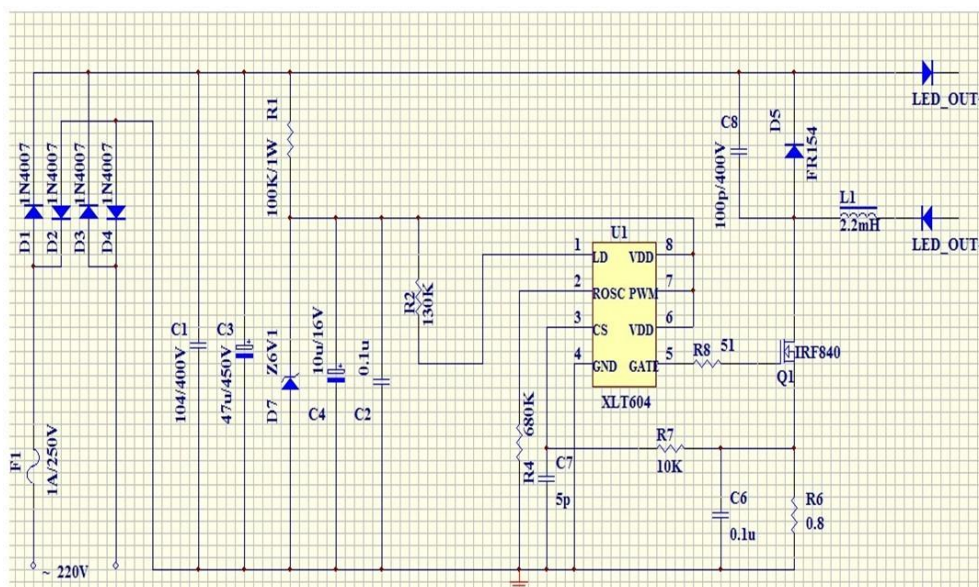 LED_OUT
C8
100p/400V
D5
FR154
R1
100K/1W
D1
1N4007
D2
1N4007
D3
1N4007
D4
1N4007
L1
2.2mH
LED_OUT
U1
1
LD
VDD
8
2
ROSC
PWM
7
3
CS
VDD
6
4
GND
GATE
5
XLT604
R2
130K
R8
51
IRF840
Q1
C1
104/400V
C3
47u/450V
D7
Z6V1
C4
10u/16V
C2
0.1u
R4
680K
C7
5p
R7
10K
C6
0.1u
R6
0.8
F1
1A/250V
~ 220V